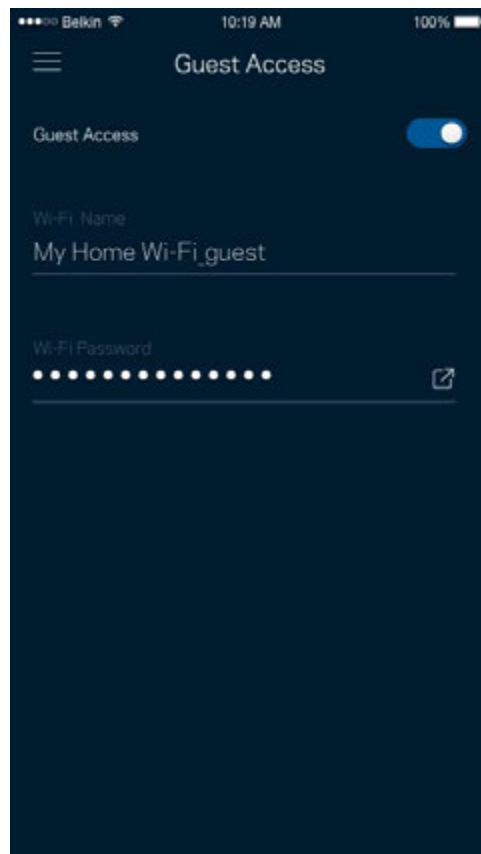 Belkin 10:19 AM 100%
Guest Access
Guest Access
Wi-Fi Name
My Home Wi-Fi_guest
Wi-Fi Password
●●●●●●●●●●●●●●